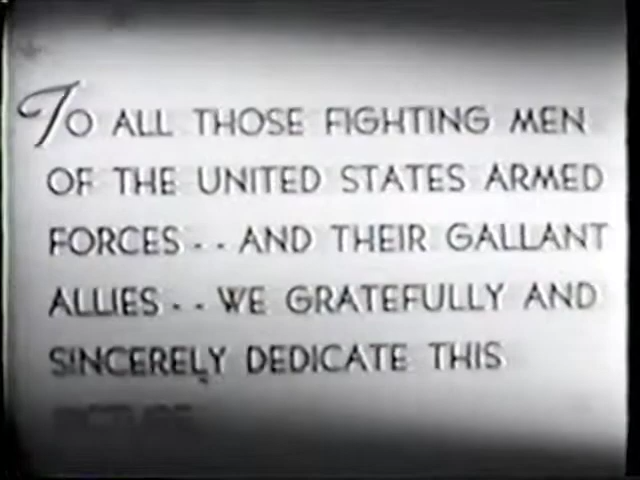 TO ALL THOSE FIGHTING MEN
OF THE UNITED STATES ARMED
FORCES - - AND THEIR GALLANT
ALLIES - - WE GRATEFULLY AND
SINCERELY DEDICATE THIS